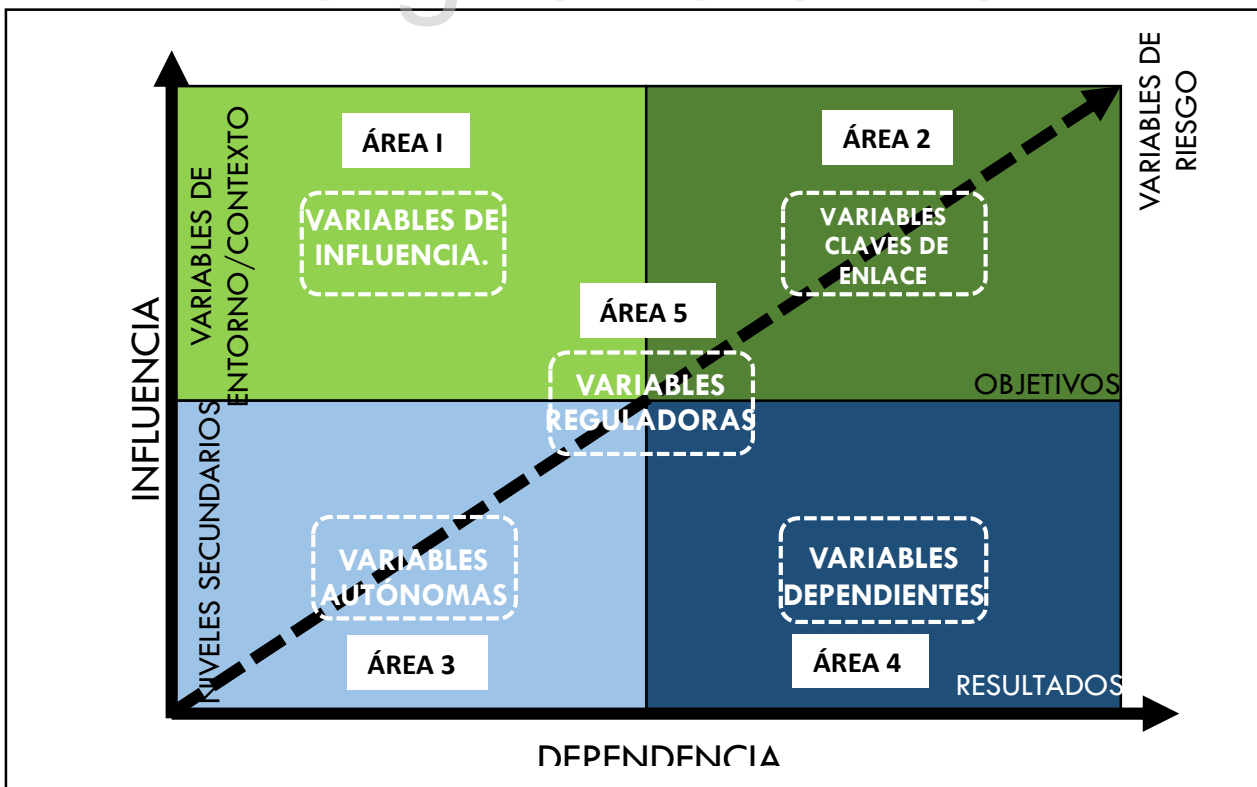 VARIABLES DE
RIESGO
VARIABLES DE
ENTORNO/CONTEXTO
ÁREA I
ÁREA 2
VARIABLES DE
INFLUENCIA.
VARIABLES
CLAVES DE
ENLACE
ÁREA 5
INFLUENCIA
VARIABLES
REGULADORAS
OBJETIVOS
NIVELES SECUNDARIOS
VARIABLES
AUTÓNOMAS
VARIABLES
DEPENDIENTES
ÁREA 3
ÁREA 4
RESULTADOS
DEPENDENCIA